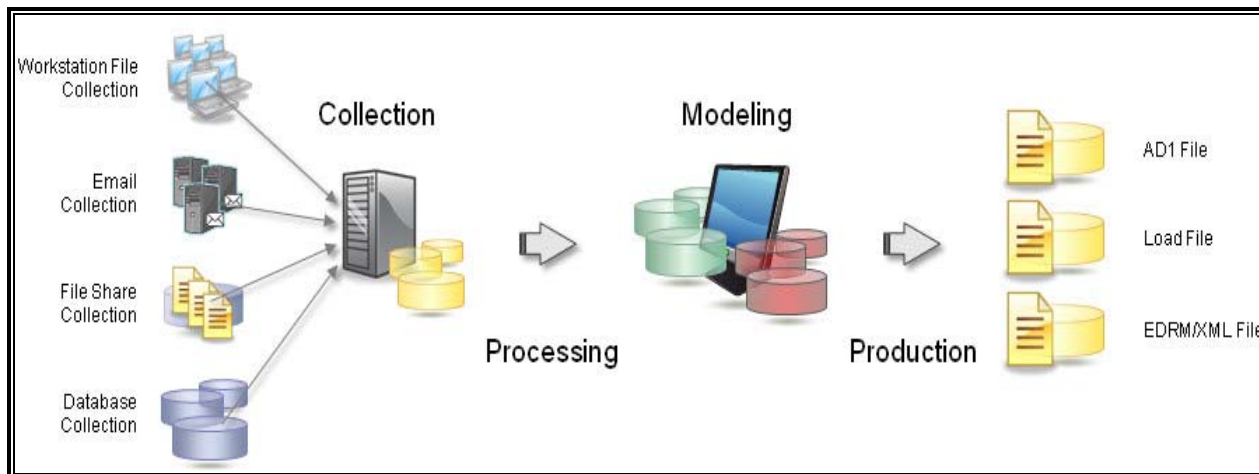 Workstation File
Collection
Email
Collection
File Share
Collection
Database
Collection
Collection
Processing
Modeling
Production
AD1 File
Load File
EDRM/XML File